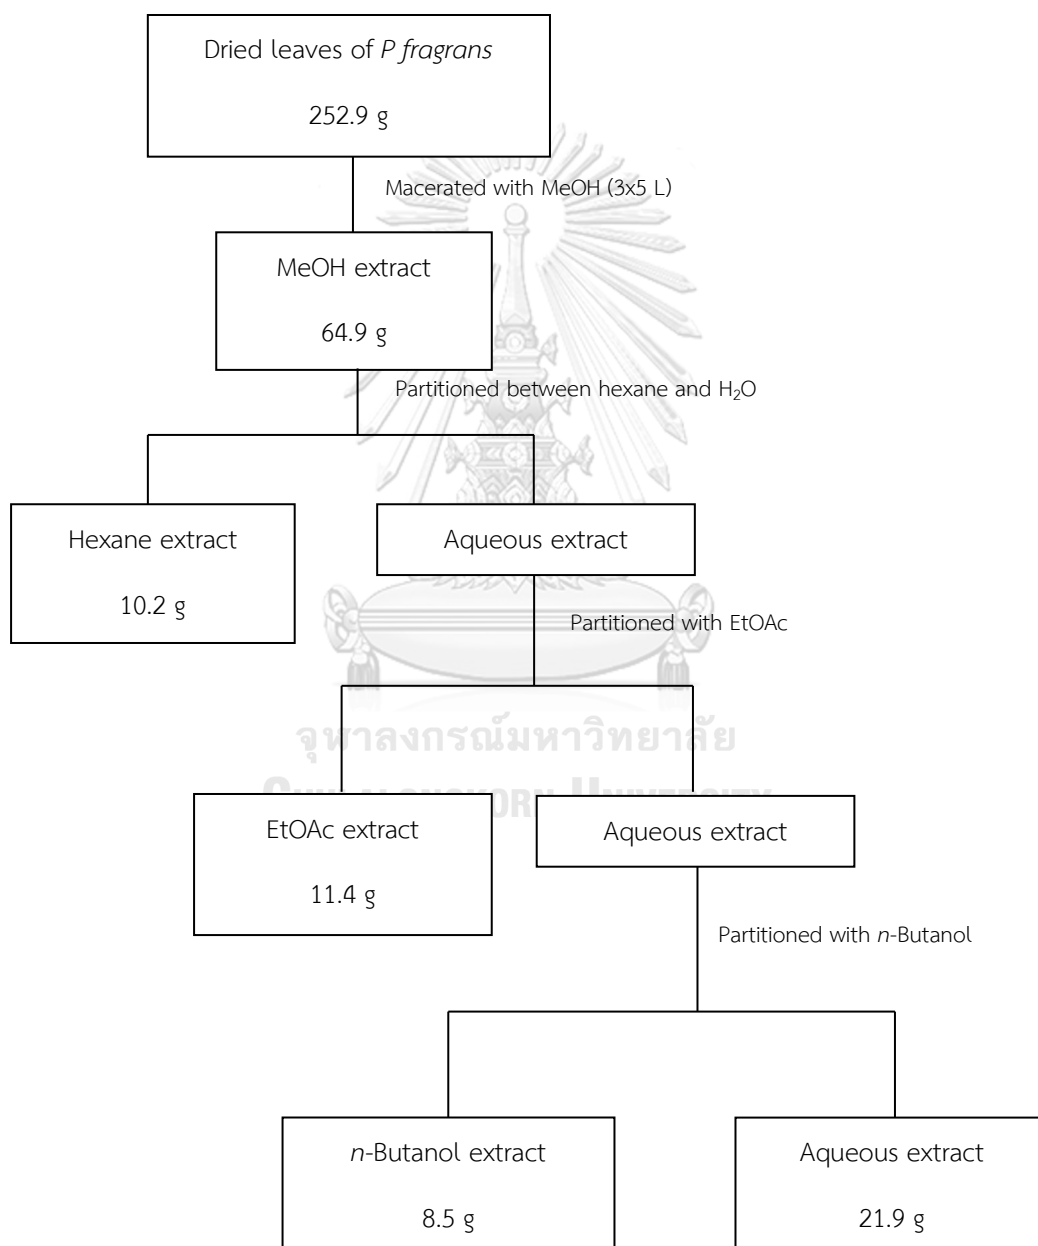 Dried leaves of P fragrans
252.9 g
Macerated with MeOH (3x5 L)
MeOH extract
64.9 g
Partitioned between hexane and H₂O
Hexane extract
10.2 g
Aqueous extract
Partitioned with EtOAc
จุฬาลงกรณ์มหาวิทยาลัย
CHULALONGKORN UNIVERSITY
EtOAc extract
11.4 g
Aqueous extract
Partitioned with n-Butanol
n-Butanol extract
8.5 g
Aqueous extract
21.9 g